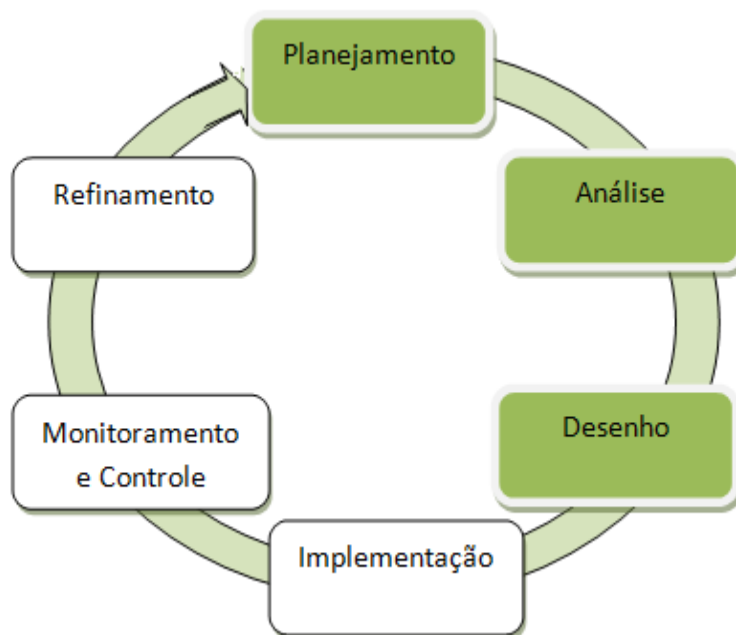 Planejamento
Análise
Desenho
Implementação
Monitoramento
e Controle
Refinamento